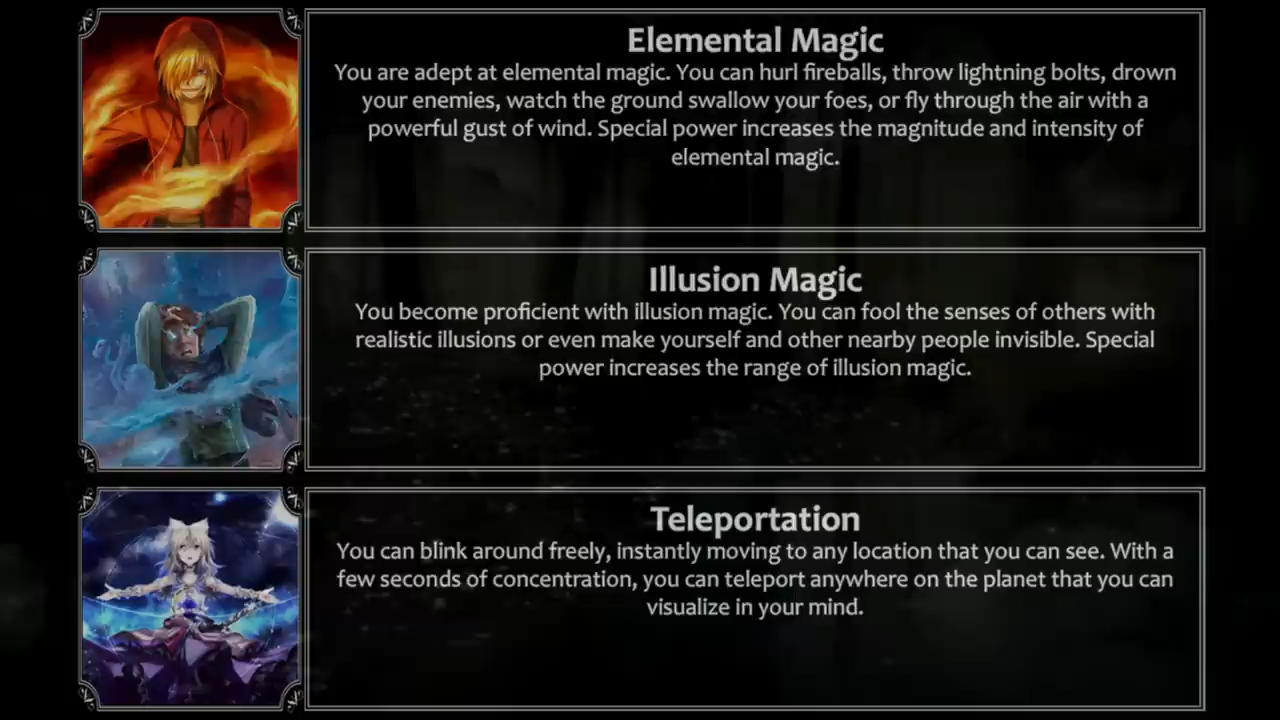 Elemental Magic
You are adept at elemental magic. You can hurl fireballs, throw lightning bolts, drown
your enemies, watch the ground swallow your foes, or fly through the air with a
powerful gust of wind. Special power increases the magnitude and intensity of
elemental magic.
Illusion Magic
You become proficient with illusion magic. You can fool the senses of others with
realistic illusions or even make yourself and other nearby people invisible. Special
power increases the range of illusion magic.
Teleportation
You can blink around freely, instantly moving to any location that you can see. With a
few seconds of concentration, you can teleport anywhere on the planet that you can
visualize in your mind.